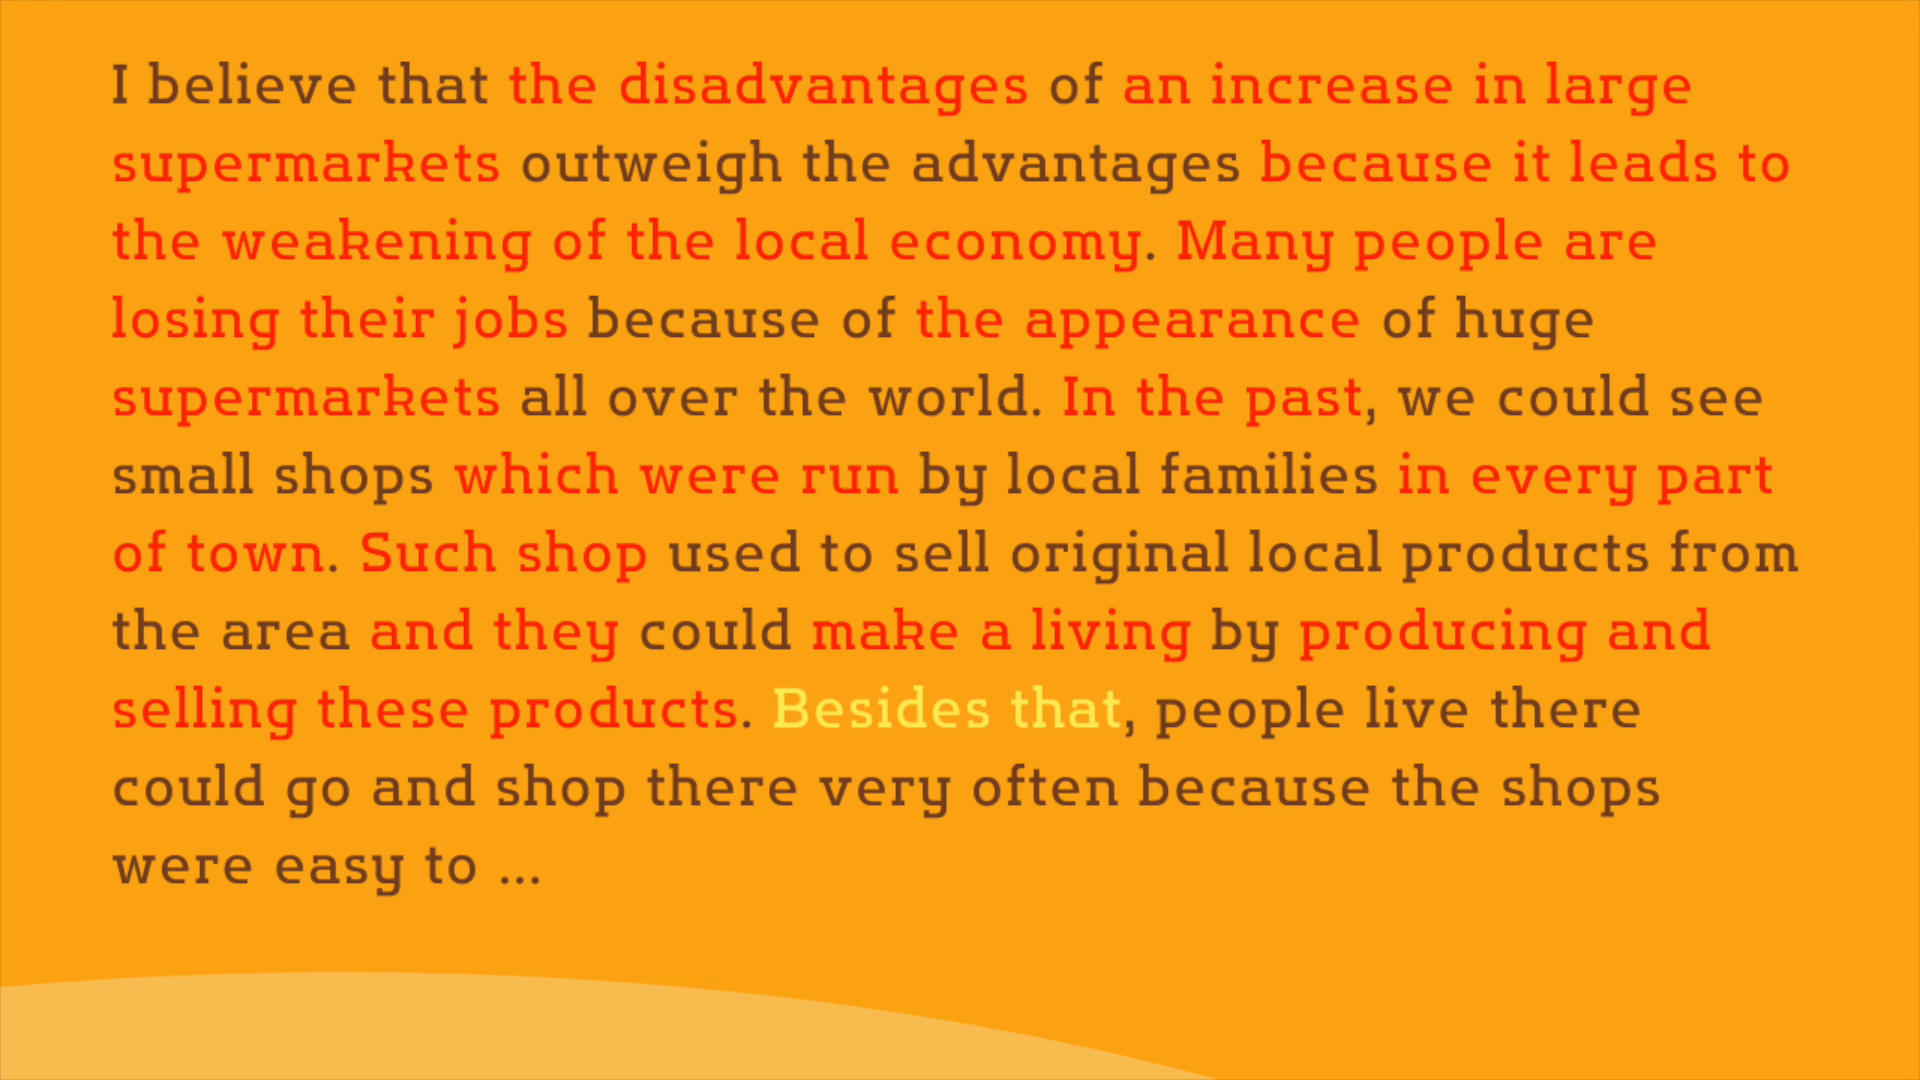 I believe that the disadvantages of an increase in large
supermarkets outweigh the advantages because it leads to
the weakening of the local economy. Many people are
losing their jobs because of the appearance of huge
supermarkets all over the world. In the past, we could see
small shops which were run by local families in every part
of town. Such shop used to sell original local products from
the area and they could make a living by producing and
selling these products. Besides that, people live there
could go and shop there very often because the shops
were easy to ...